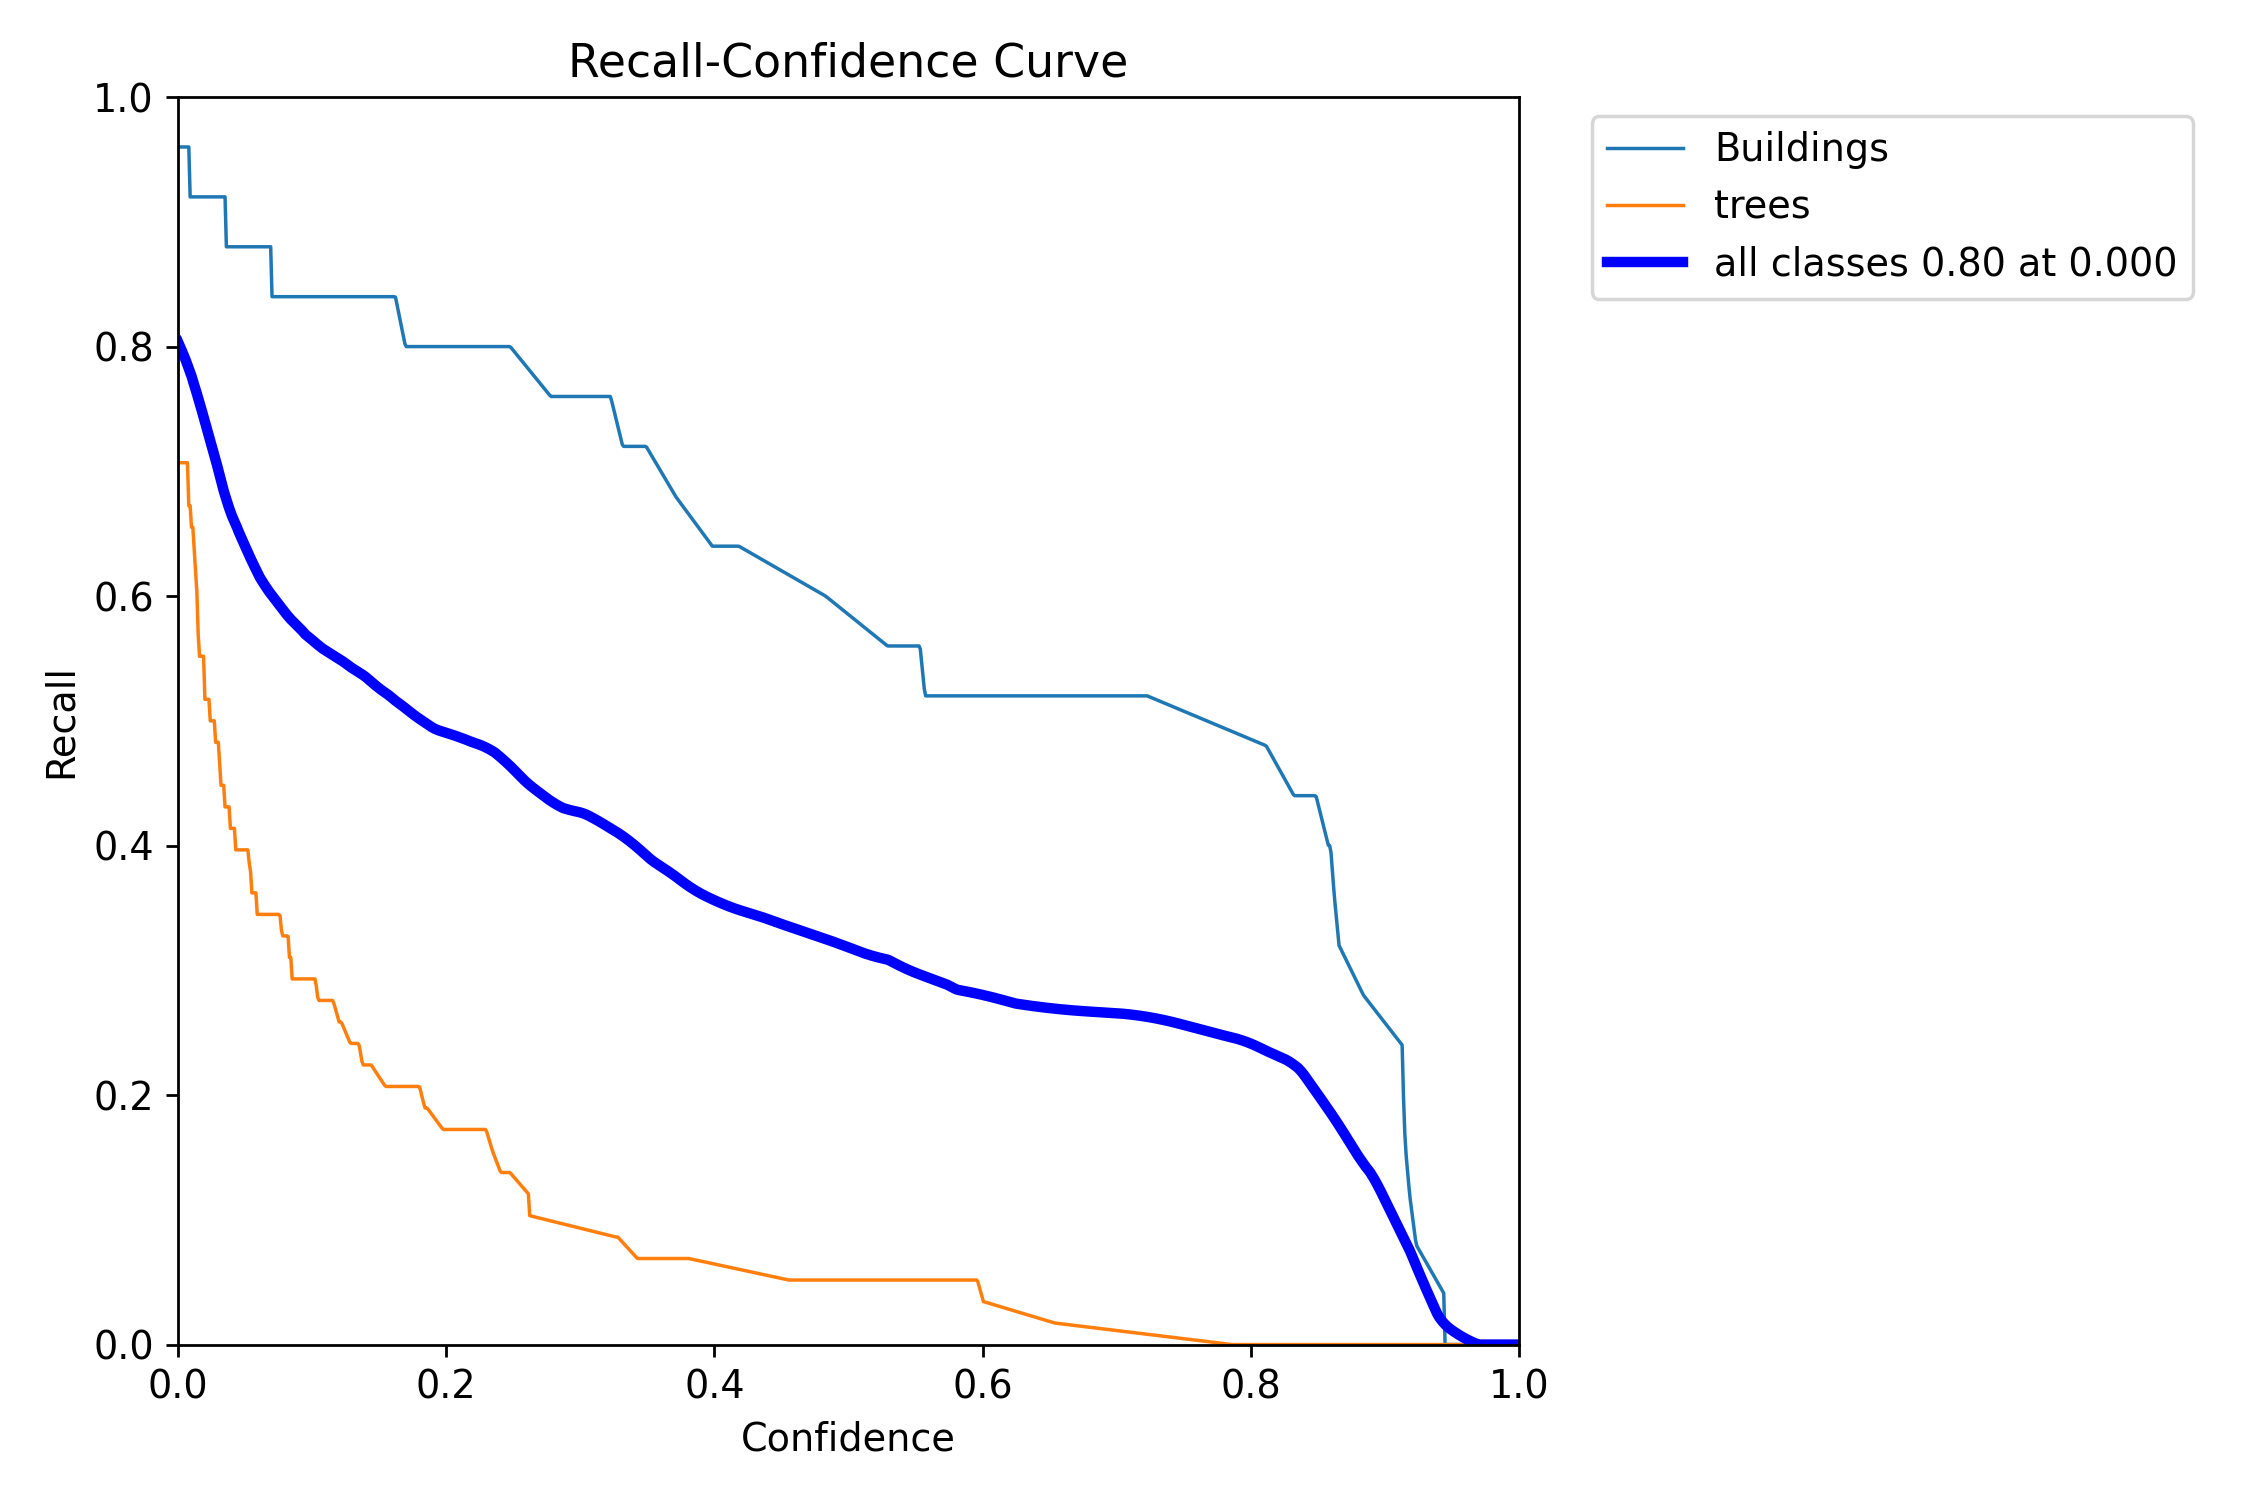 Recall-Confidence Curve
1.0
0.8
0.6
0.4
0.2
0.0
Recall
0.0 0.2 0.4 0.6 0.8 1.0
Confidence
Buildings
trees
all classes 0.80 at 0.000